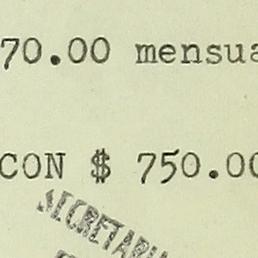 70.00 mensua
CON $ 750.00
SECRETARIA